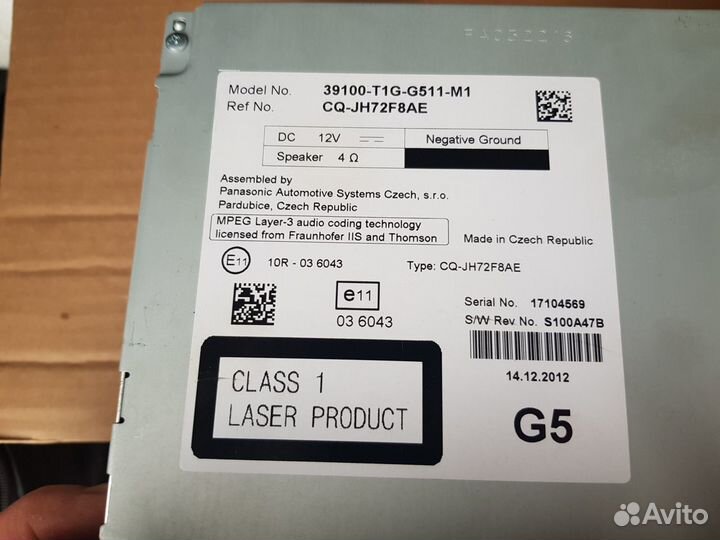 Model No. 39100-T1G-G511-M1
Ref No. CQ-JH72F8AE
DC 12V Negative Ground
Speaker 4 Ω
Assembled by
Panasonic Automotive Systems Czech, s.r.o.
Pardubice, Czech Republic
MPEG Layer-3 audio coding technology
licensed from Fraunhofer IIS and Thomson
Made in Czech Republic
E11 10R - 03 6043 Type: CQ-JH72F8AE
e11
03 6043
Serial No. 17104569
S/W Rev No. S100A47B
14.12.2012
CLASS 1
LASER PRODUCT
G5
Avito